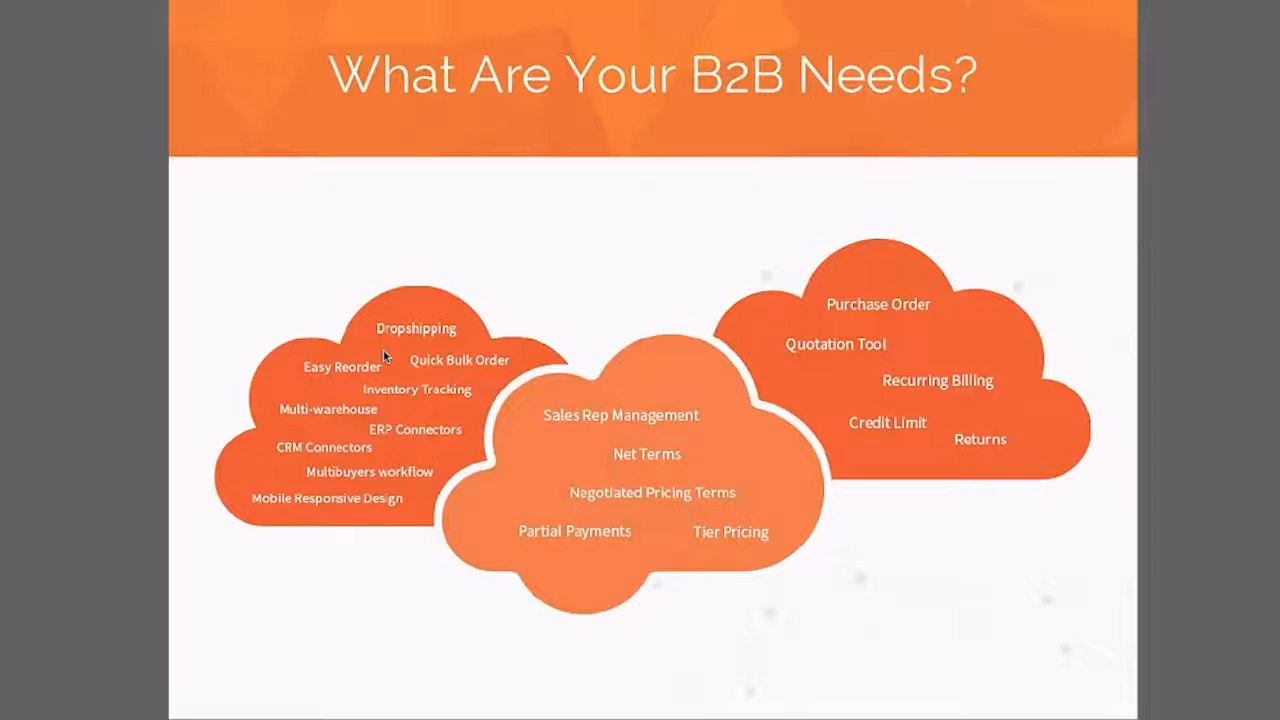 What Are Your B2B Needs?
Dropshipping
Easy Reorder
Quick Bulk Order
Inventory Tracking
Multi-warehouse
ERP Connectors
CRM Connectors
Multibuyers workflow
Mobile Responsive Design
Sales Rep Management
Net Terms
Negotiated Pricing Terms
Partial Payments
Tier Pricing
Purchase Order
Quotation Tool
Recurring Billing
Credit Limit
Returns